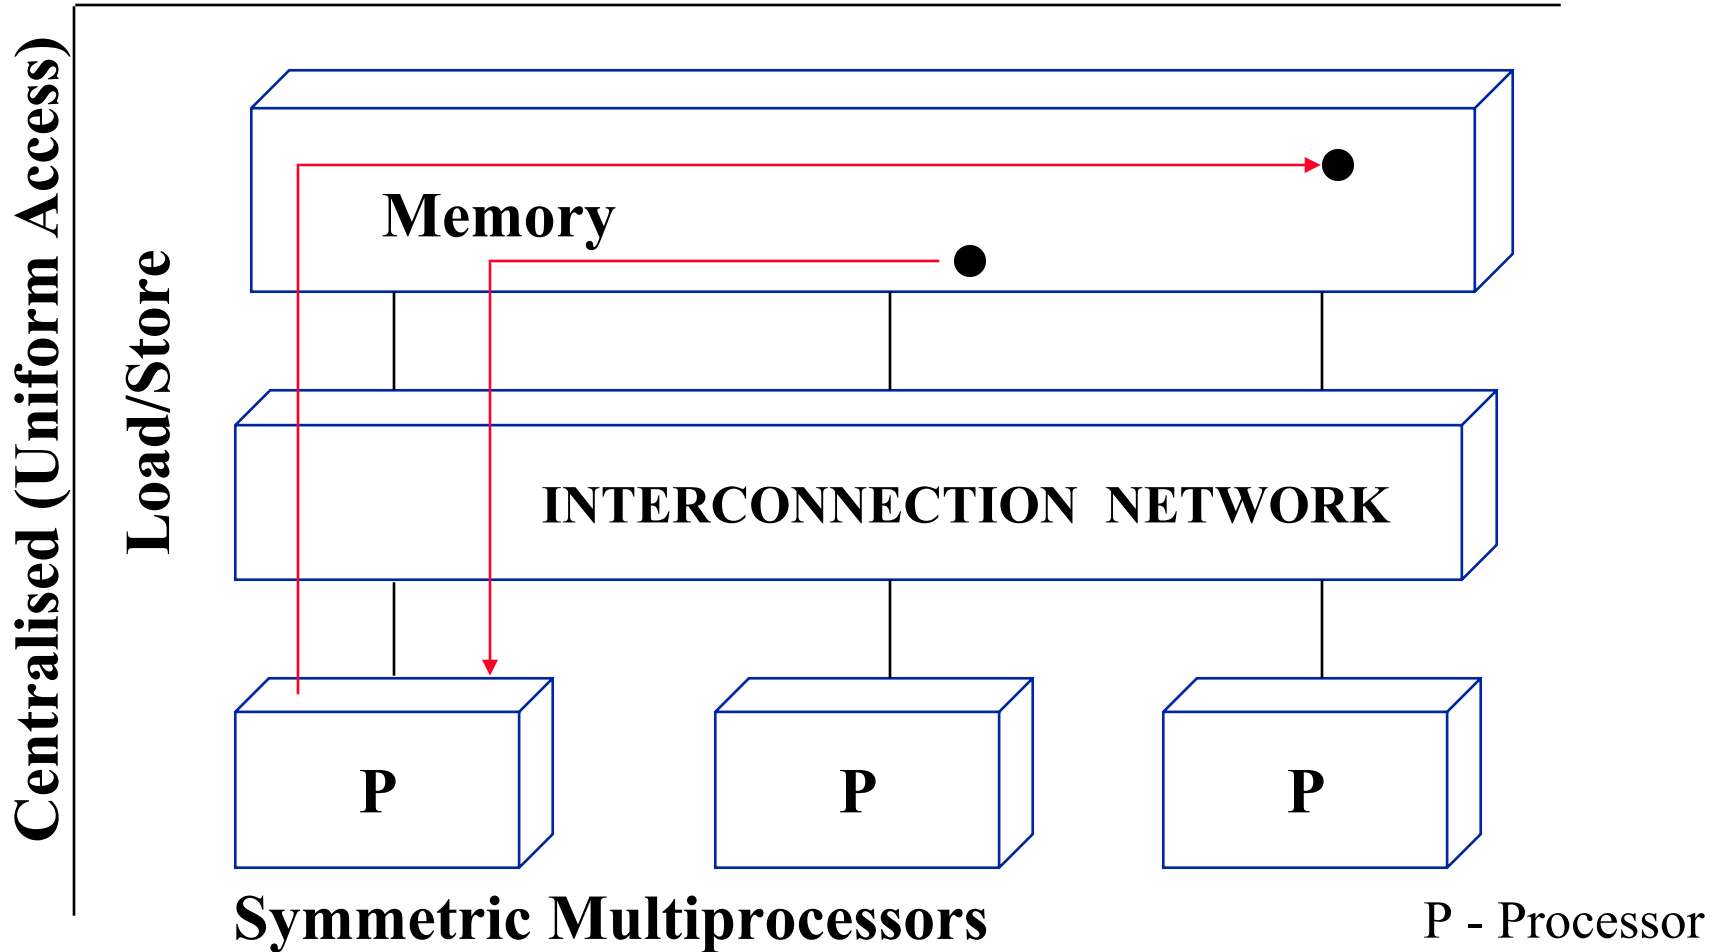 Centralised (Uniform Access)
Load/Store
Memory
INTERCONNECTION NETWORK
P
P
P
Symmetric Multiprocessors
P - Processor